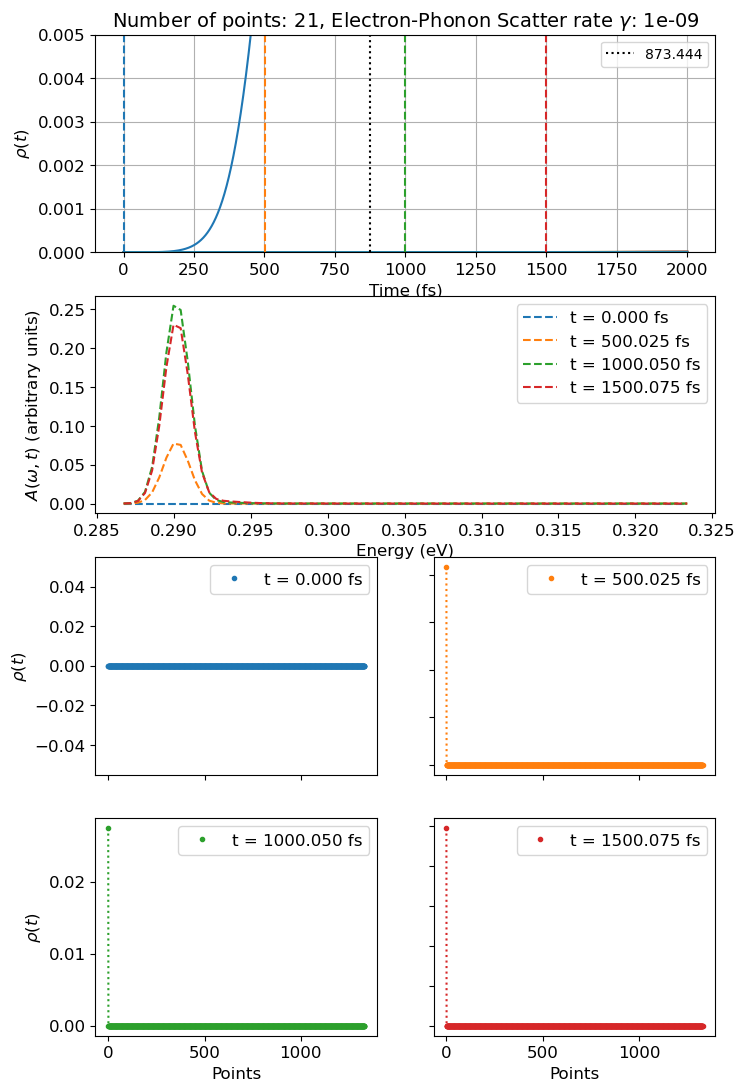 Number of points: 21, Electron-Phonon Scatter rate γ: 1e-09
0.005
0.004
0.003
0.002
0.001
0.000
ρ(t)
873.444
0 250 500 750 1000 1250 1500 1750 2000
Time (fs)
0.25
0.20
0.15
0.10
0.05
0.00
A(ω, t) (arbitrary units)
t = 0.000 fs
t = 500.025 fs
t = 1000.050 fs
t = 1500.075 fs
0.285 0.290 0.295 0.300 0.305 0.310 0.315 0.320 0.325
Energy (eV)
0.04
0.02
0.00
−0.02
−0.04
ρ(t)
t = 0.000 fs
t = 500.025 fs
0.02
0.01
0.00
ρ(t)
t = 1000.050 fs
0 500 1000
Points
t = 1500.075 fs
0 500 1000
Points